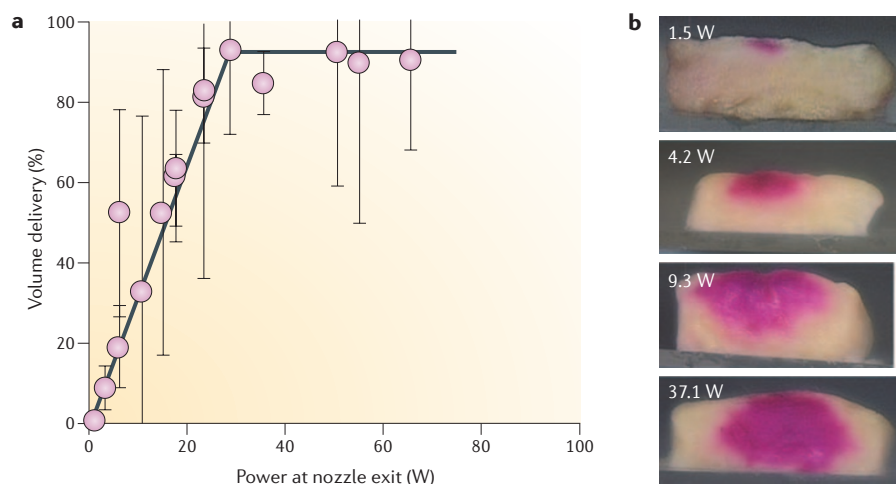 a
100
80
60
40
20
0
Volume delivery (%)
0 20 40 60 80 100
Power at nozzle exit (W)
b
1.5 W
4.2 W
9.3 W
37.1 W